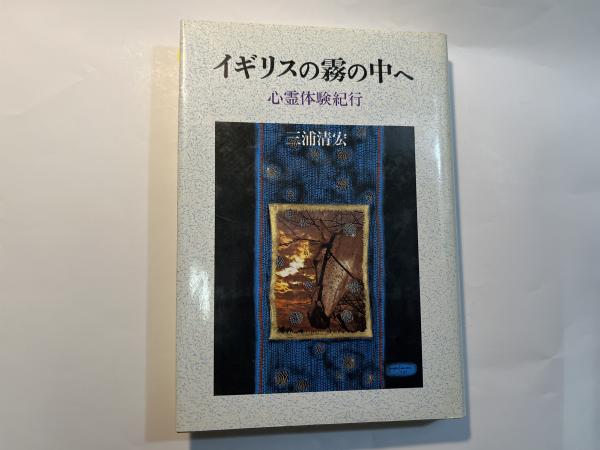 イギリスの霧の中へ
心霊体験紀行
三浦清宏